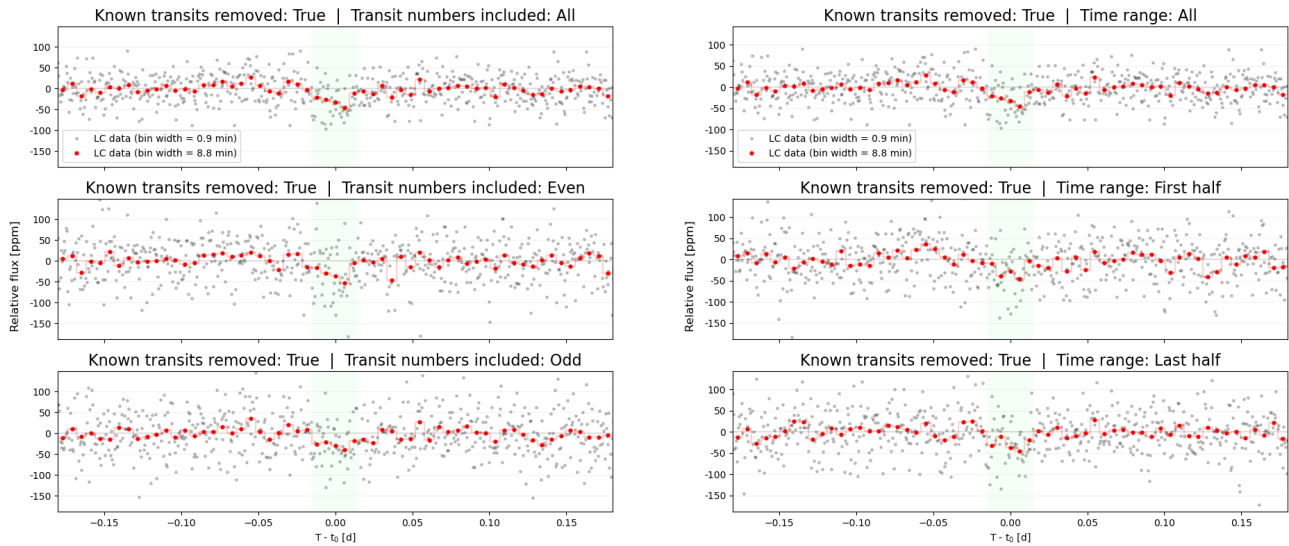 Known transits removed: True | Transit numbers included: All
100
50
0
-50
-100
-150
LC data (bin width = 0.9 min)
LC data (bin width = 8.8 min)
Known transits removed: True | Transit numbers included: Even
Relative flux [ppm]
100
50
0
-50
-100
-150
Known transits removed: True | Transit numbers included: Odd
100
50
0
-50
-100
-150
−0.15 −0.10 −0.05 0.00 0.05 0.10 0.15
T - t₀ [d]
Known transits removed: True | Time range: All
100
50
0
-50
-100
-150
LC data (bin width = 0.9 min)
LC data (bin width = 8.8 min)
Known transits removed: True | Time range: First half
Relative flux [ppm]
100
50
0
-50
-100
-150
Known transits removed: True | Time range: Last half
100
50
0
-50
-100
-150
−0.15 −0.10 −0.05 0.00 0.05 0.10 0.15
T - t₀ [d]